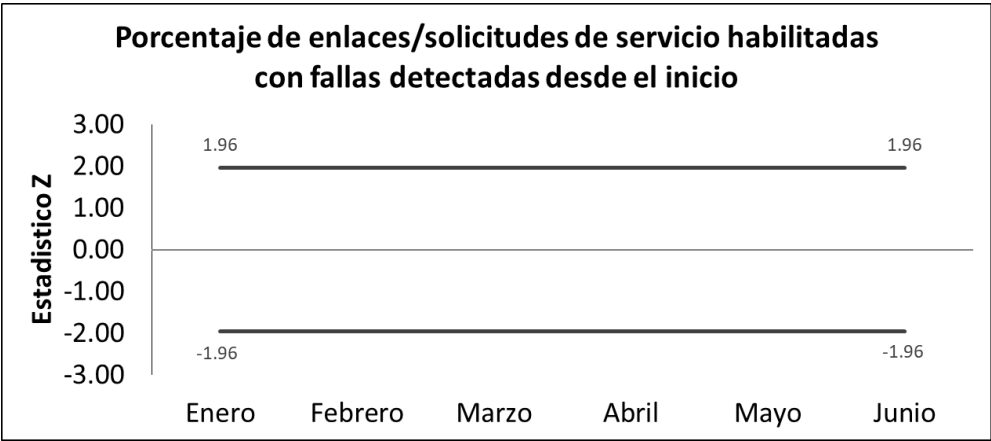 Porcentaje de enlaces/solicitudes de servicio habilitadas
con fallas detectadas desde el inicio
Estadistico Z
3.00
2.00
1.00
0.00
-1.00
-2.00
-3.00
1.96
1.96
-1.96
-1.96
Enero
Febrero
Marzo
Abril
Mayo
Junio